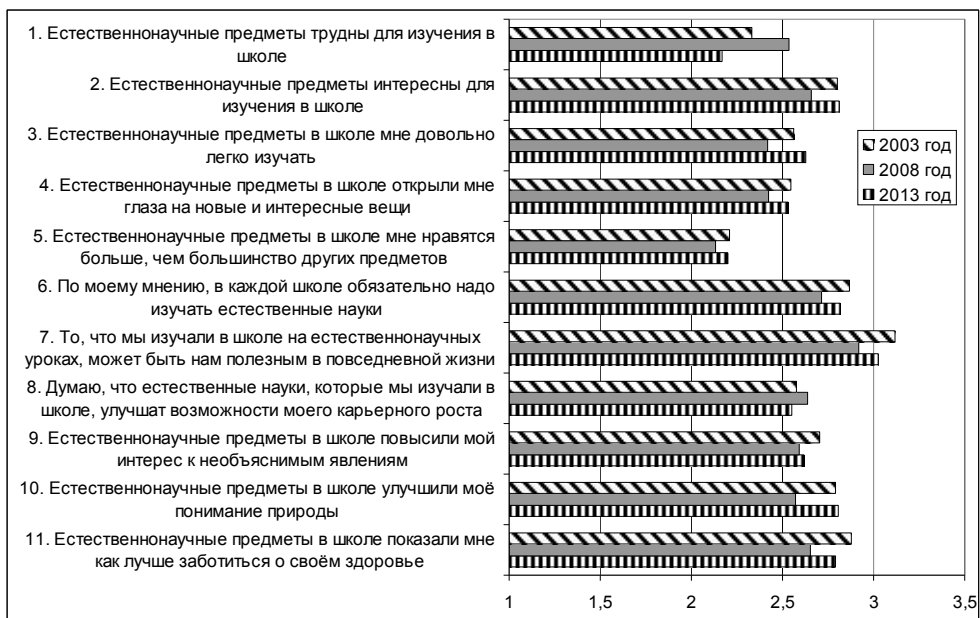 1. Естественнонаучные предметы трудны для изучения в
школе
2. Естественнонаучные предметы интересны для
изучения в школе
3. Естественнонаучные предметы в школе мне довольно
легко изучать
4. Естественнонаучные предметы в школе открыли мне
глаза на новые и интересные вещи
5. Естественнонаучные предметы в школе мне нравятся
больше, чем большинство других предметов
6. По моему мнению, в каждой школе обязательно надо
изучать естественные науки
7. То, что мы изучали в школе на естественнонаучных
уроках, может быть нам полезным в повседневной жизни
8. Думаю, что естественные науки, которые мы изучали в
школе, улучшат возможности моего карьерного роста
9. Естественнонаучные предметы в школе повысили мой
интерес к необъяснимым явлениям
10. Естественнонаучные предметы в школе улучшили моё
понимание природы
11. Естественнонаучные предметы в школе показали мне
как лучше заботиться о своём здоровье
2003 год
2008 год
2013 год
1 1,5 2 2,5 3 3,5